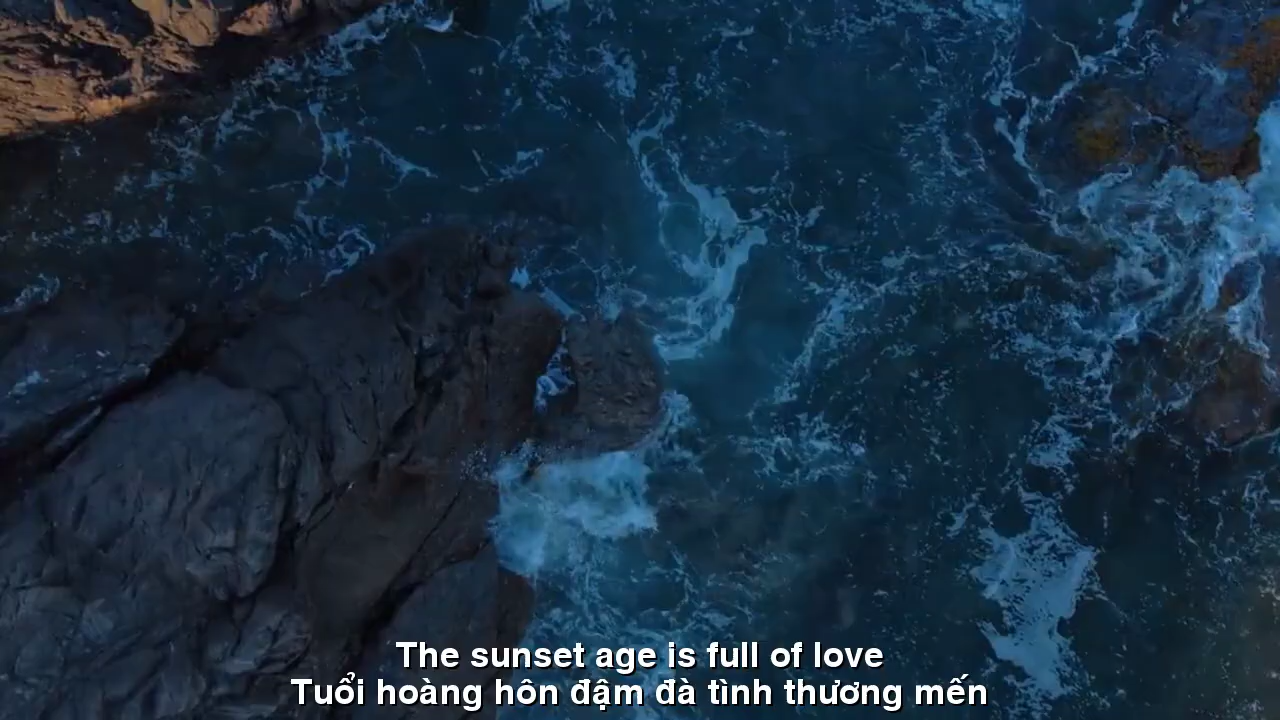 The sunset age is full of love
Tuổi hoàng hôn đậm đà tình thương mến